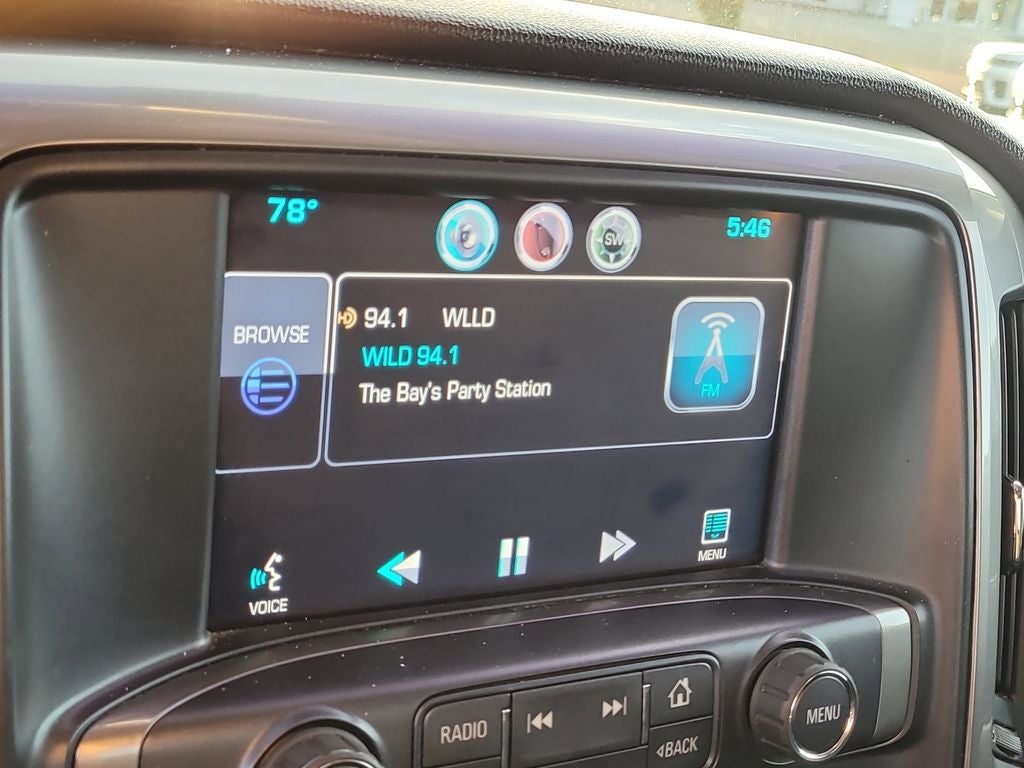 78°
5:46
SW
BROWSE
HD 94.1 WLLD
WILD 94.1
The Bay's Party Station
FM
VOICE
MENU
RADIO
BACK
MENU